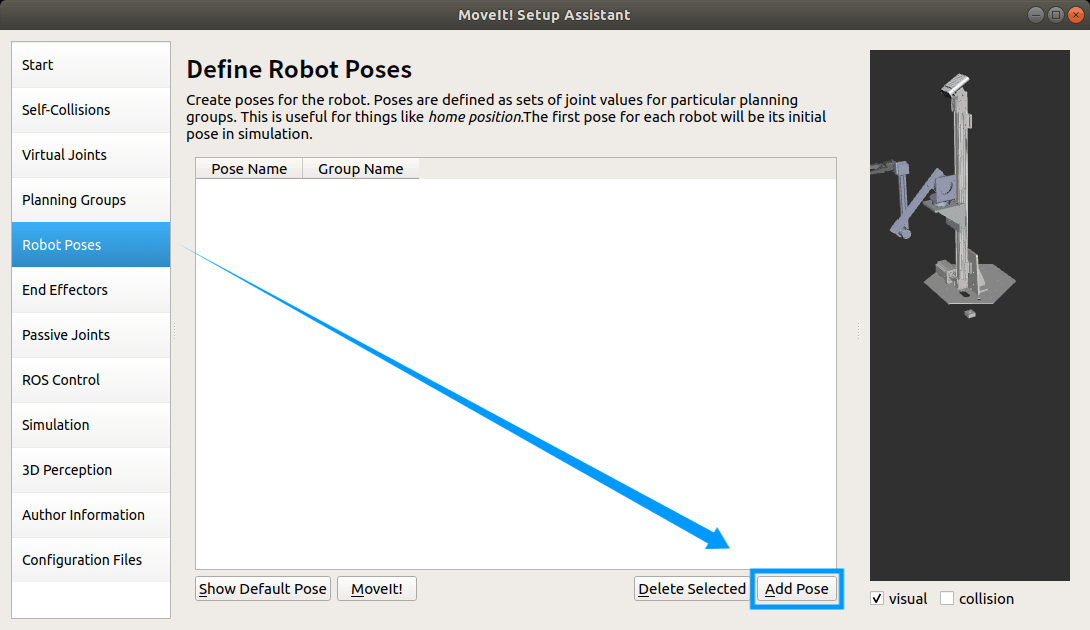 MoveIt! Setup Assistant
Start
Self-Collisions
Virtual Joints
Planning Groups
Robot Poses
End Effectors
Passive Joints
ROS Control
Simulation
3D Perception
Author Information
Configuration Files
Define Robot Poses
Create poses for the robot. Poses are defined as sets of joint values for particular planning
groups. This is useful for things like home position.The first pose for each robot will be its initial
pose in simulation.
Pose Name Group Name
Show Default Pose MoveIt! Delete Selected Add Pose
visual collision